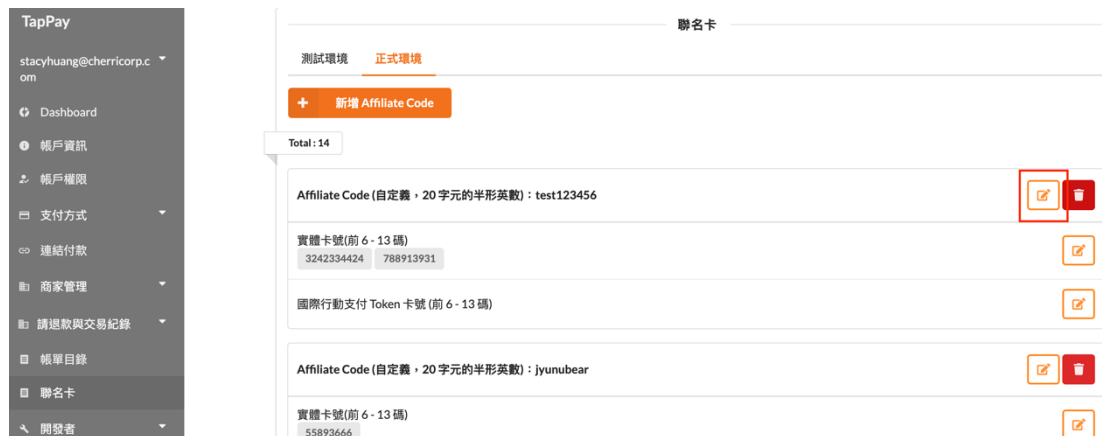 TapPay
stacyhuang@cherricorp.c
om
Dashboard
帳戶資訊
帳戶權限
支付方式
連結付款
商家管理
請退款與交易紀錄
帳單目錄
聯名卡
開發者
聯名卡
測試環境 正式環境
+ 新增 Affiliate Code
Total : 14
Affiliate Code (自定義，20 字元的半形英數)：test123456
實體卡號(前 6 - 13 碼)
3242334424 788913931
國際行動支付 Token 卡號 (前 6 - 13 碼)
Affiliate Code (自定義，20 字元的半形英數)：jyunubear
實體卡號(前 6 - 13 碼)
55893666